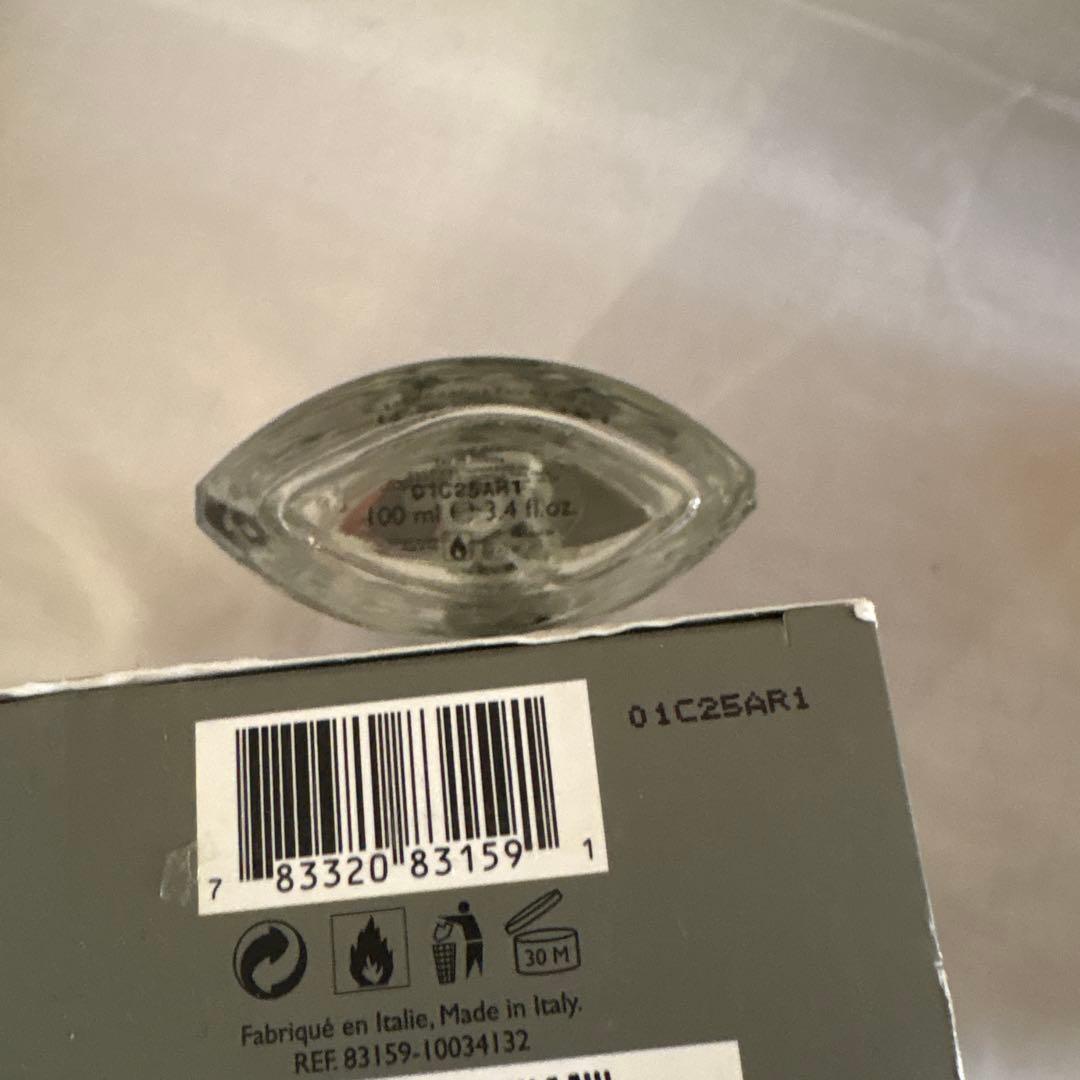 01C25AR1
100 ml ℮ 3.4 fl.oz.
01C25AR1
7 83320 83159 1
30 M
Fabriqué en Italie, Made in Italy.
REF. 83159-10034132